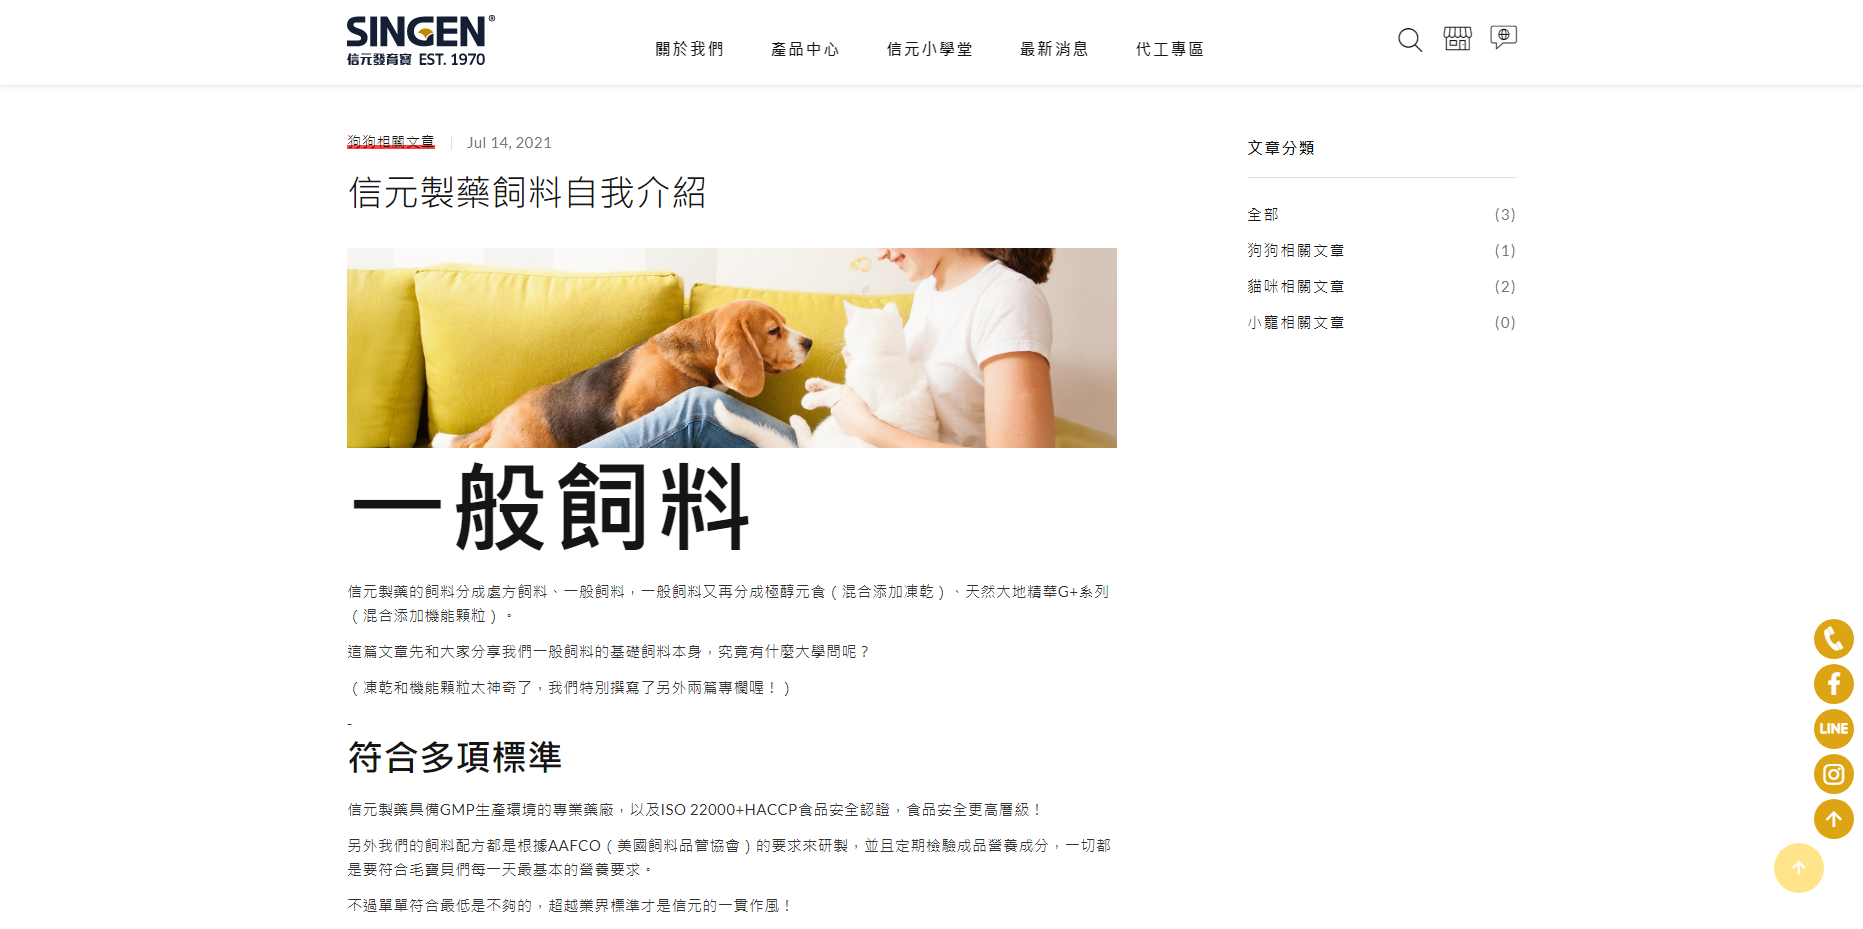 SINGEN®
信元發育寶 EST. 1970
關於我們 產品中心 信元小學堂 最新消息 代工專區
狗狗相關文章 Jul 14, 2021
信元製藥飼料自我介紹
一般飼料
信元製藥的飼料分成處方飼料、一般飼料，一般飼料又再分成極醇元食（混合添加凍乾）、天然大地精華G+系列
（混合添加機能顆粒）。
這篇文章先和大家分享我們一般飼料的基礎飼料本身，究竟有什麼大學問呢？
（凍乾和機能顆粒太神奇了，我們特別撰寫了另外兩篇專欄喔！）
-
符合多項標準
信元製藥具備GMP生產環境的專業藥廠，以及ISO 22000+HACCP食品安全認證，食品安全更高層級！
另外我們的飼料配方都是根據AAFCO（美國飼料品管協會）的要求來研製，並且定期檢驗成品營養成分，一切都
是要符合毛寶貝們每一天最基本的營養要求。
不過單單符合最低是不夠的，超越業界標準才是信元的一貫作風！
文章分類
全部 (3)
狗狗相關文章 (1)
貓咪相關文章 (2)
小寵相關文章 (0)
LINE